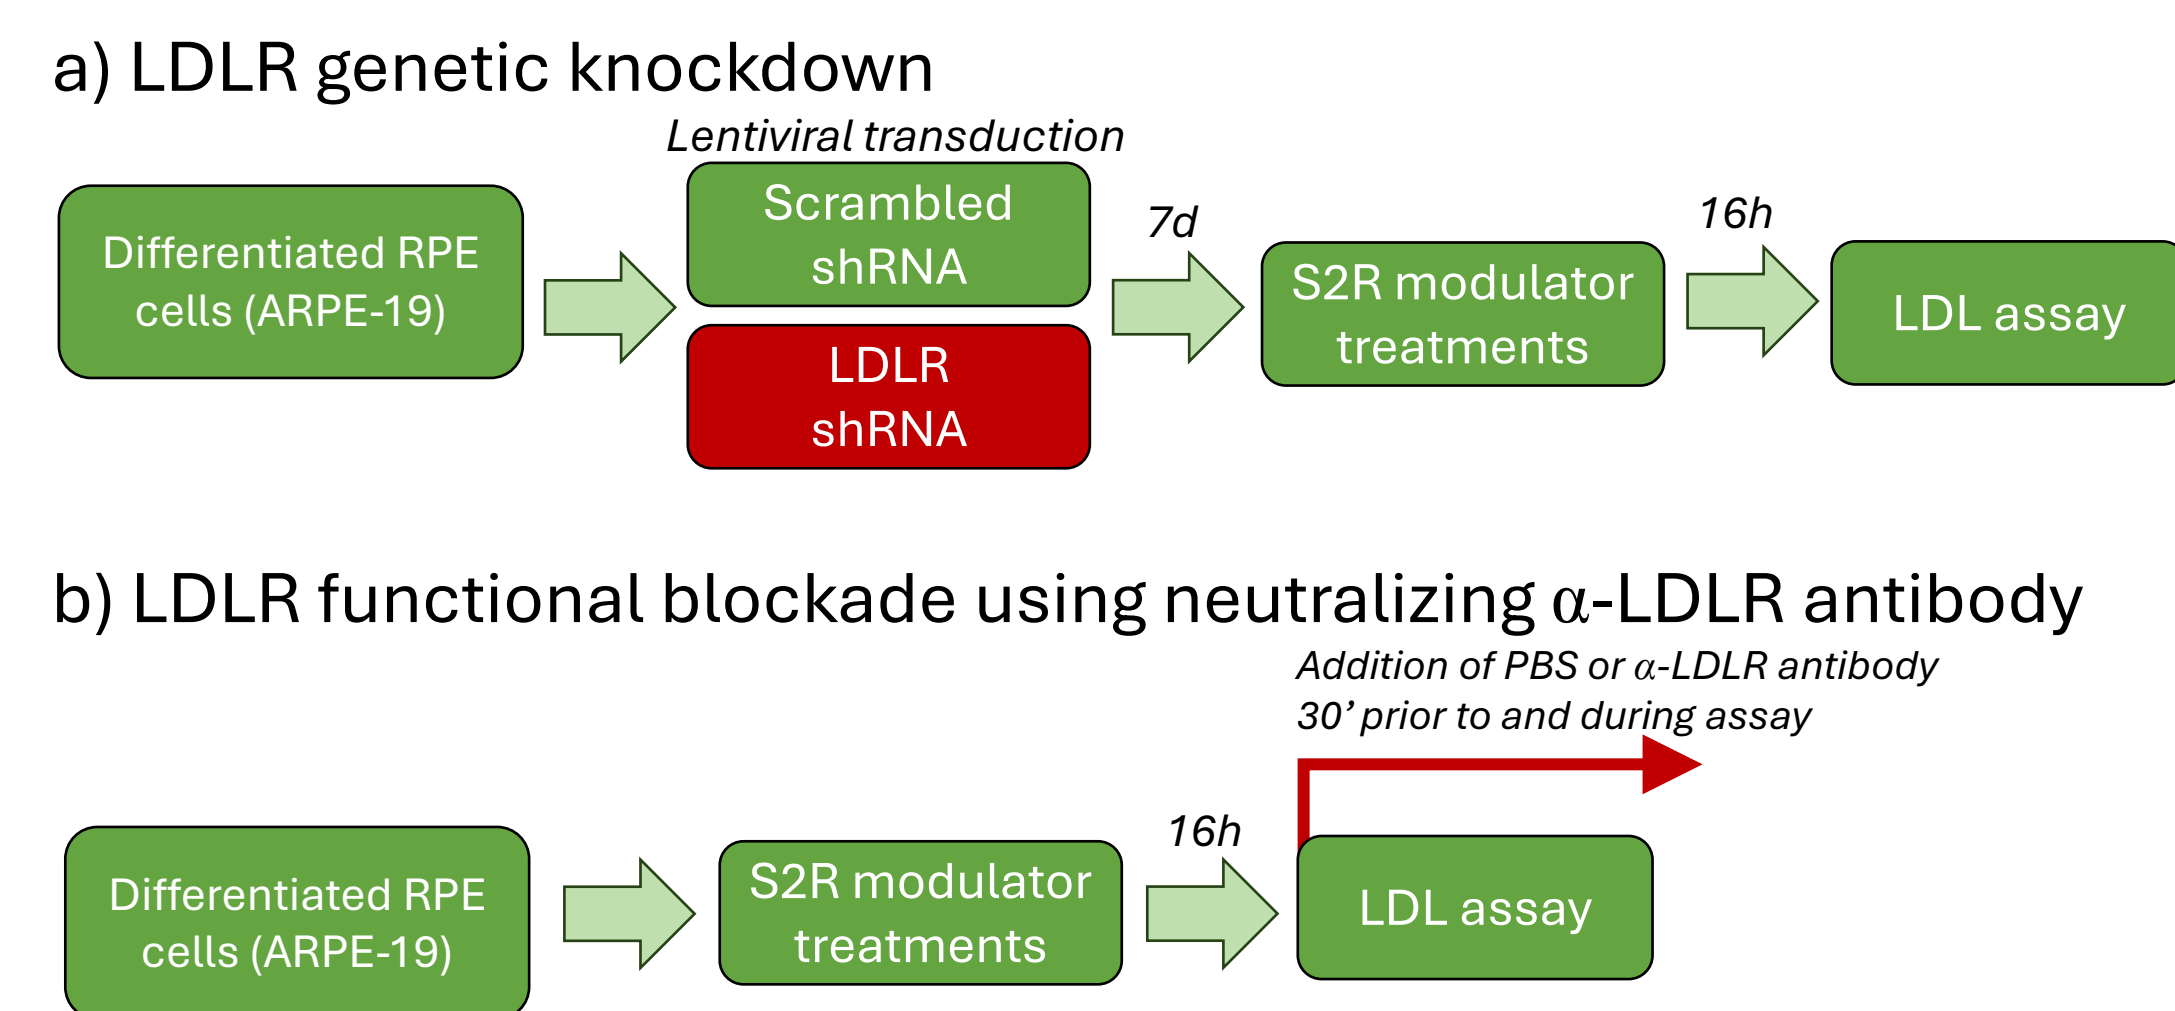 a) LDLR genetic knockdown
Lentiviral transduction
Differentiated RPE
cells (ARPE-19)
Scrambled
shRNA
LDLR
shRNA
7d
S2R modulator
treatments
16h
LDL assay
b) LDLR functional blockade using neutralizing α-LDLR antibody
Addition of PBS or α-LDLR antibody
30’ prior to and during assay
Differentiated RPE
cells (ARPE-19)
S2R modulator
treatments
16h
LDL assay